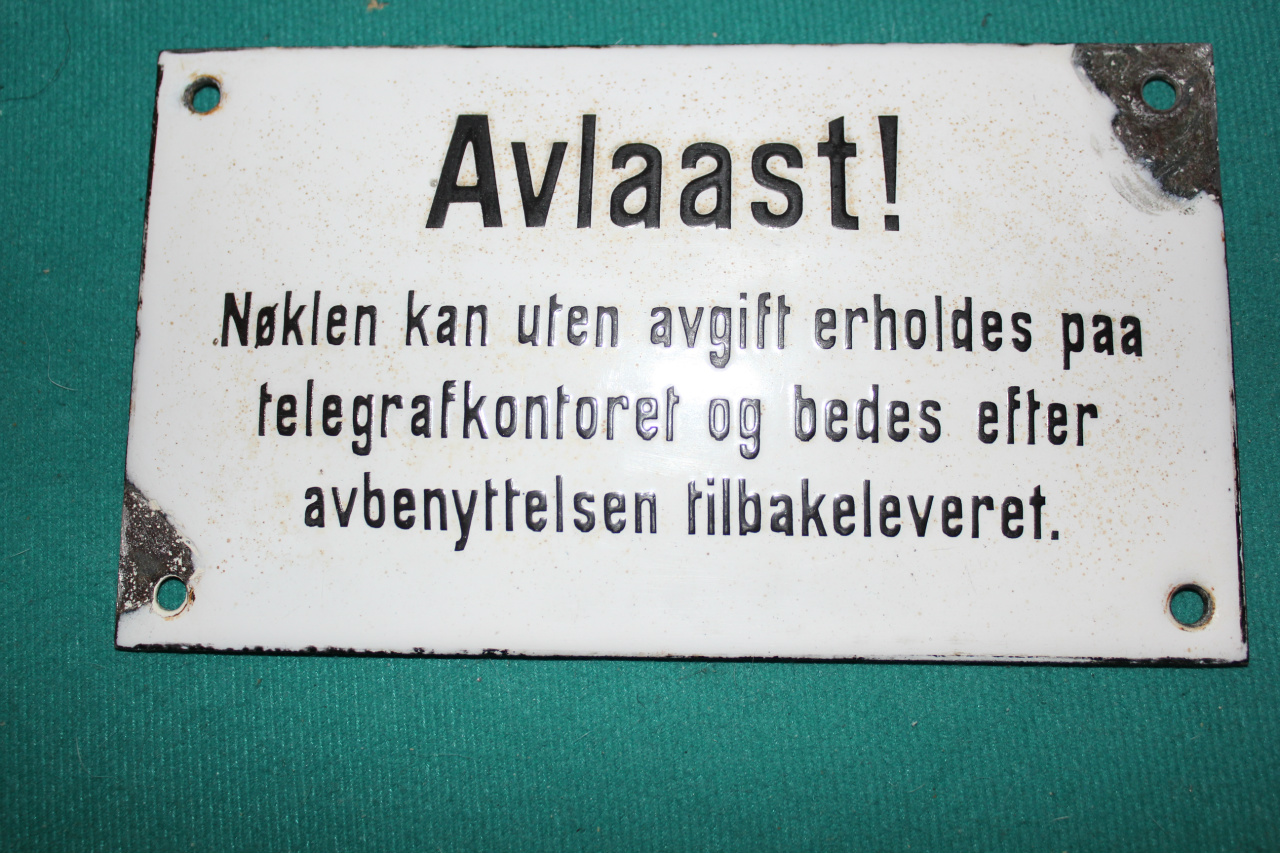 Avlaast!
Nøklen kan uten avgift erholdes paa
telegrafkontoret og bedes efter
avbenyttelsen tilbakeleveret.